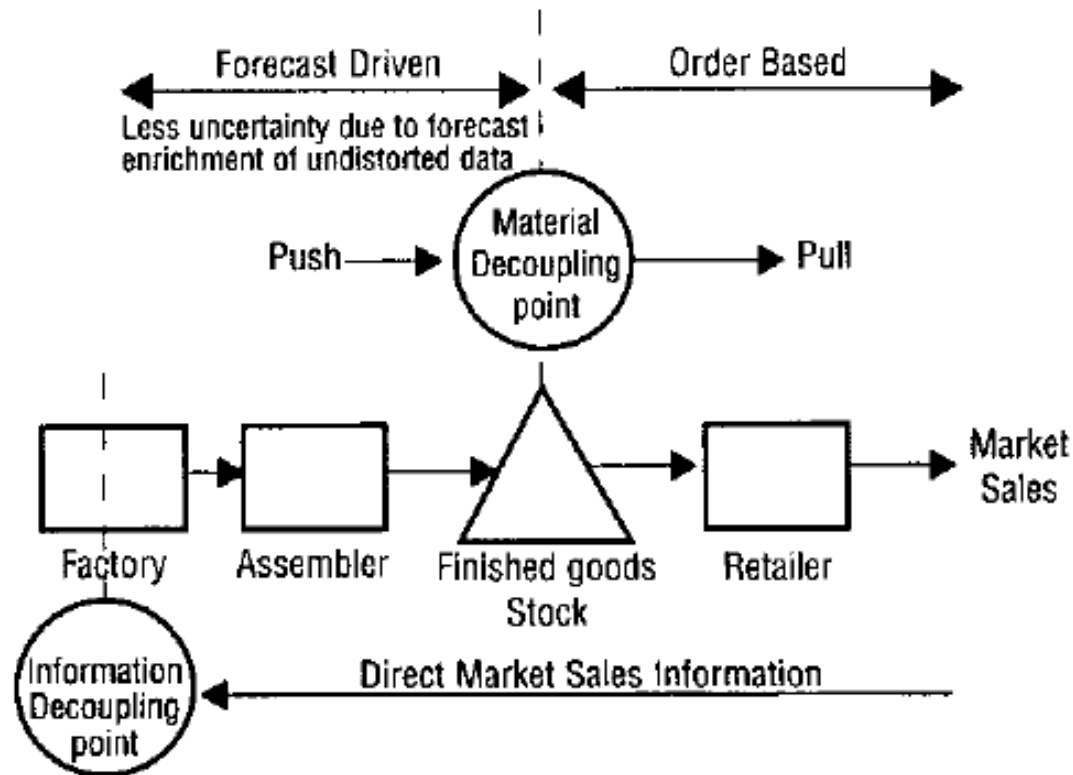 Forecast Driven
Order Based
Less uncertainty due to forecast
enrichment of undistorted data
Material
Decoupling
point
Push
Pull
Market
Sales
Factory
Assembler
Finished goods
Stock
Retailer
Information
Decoupling
point
Direct Market Sales Information